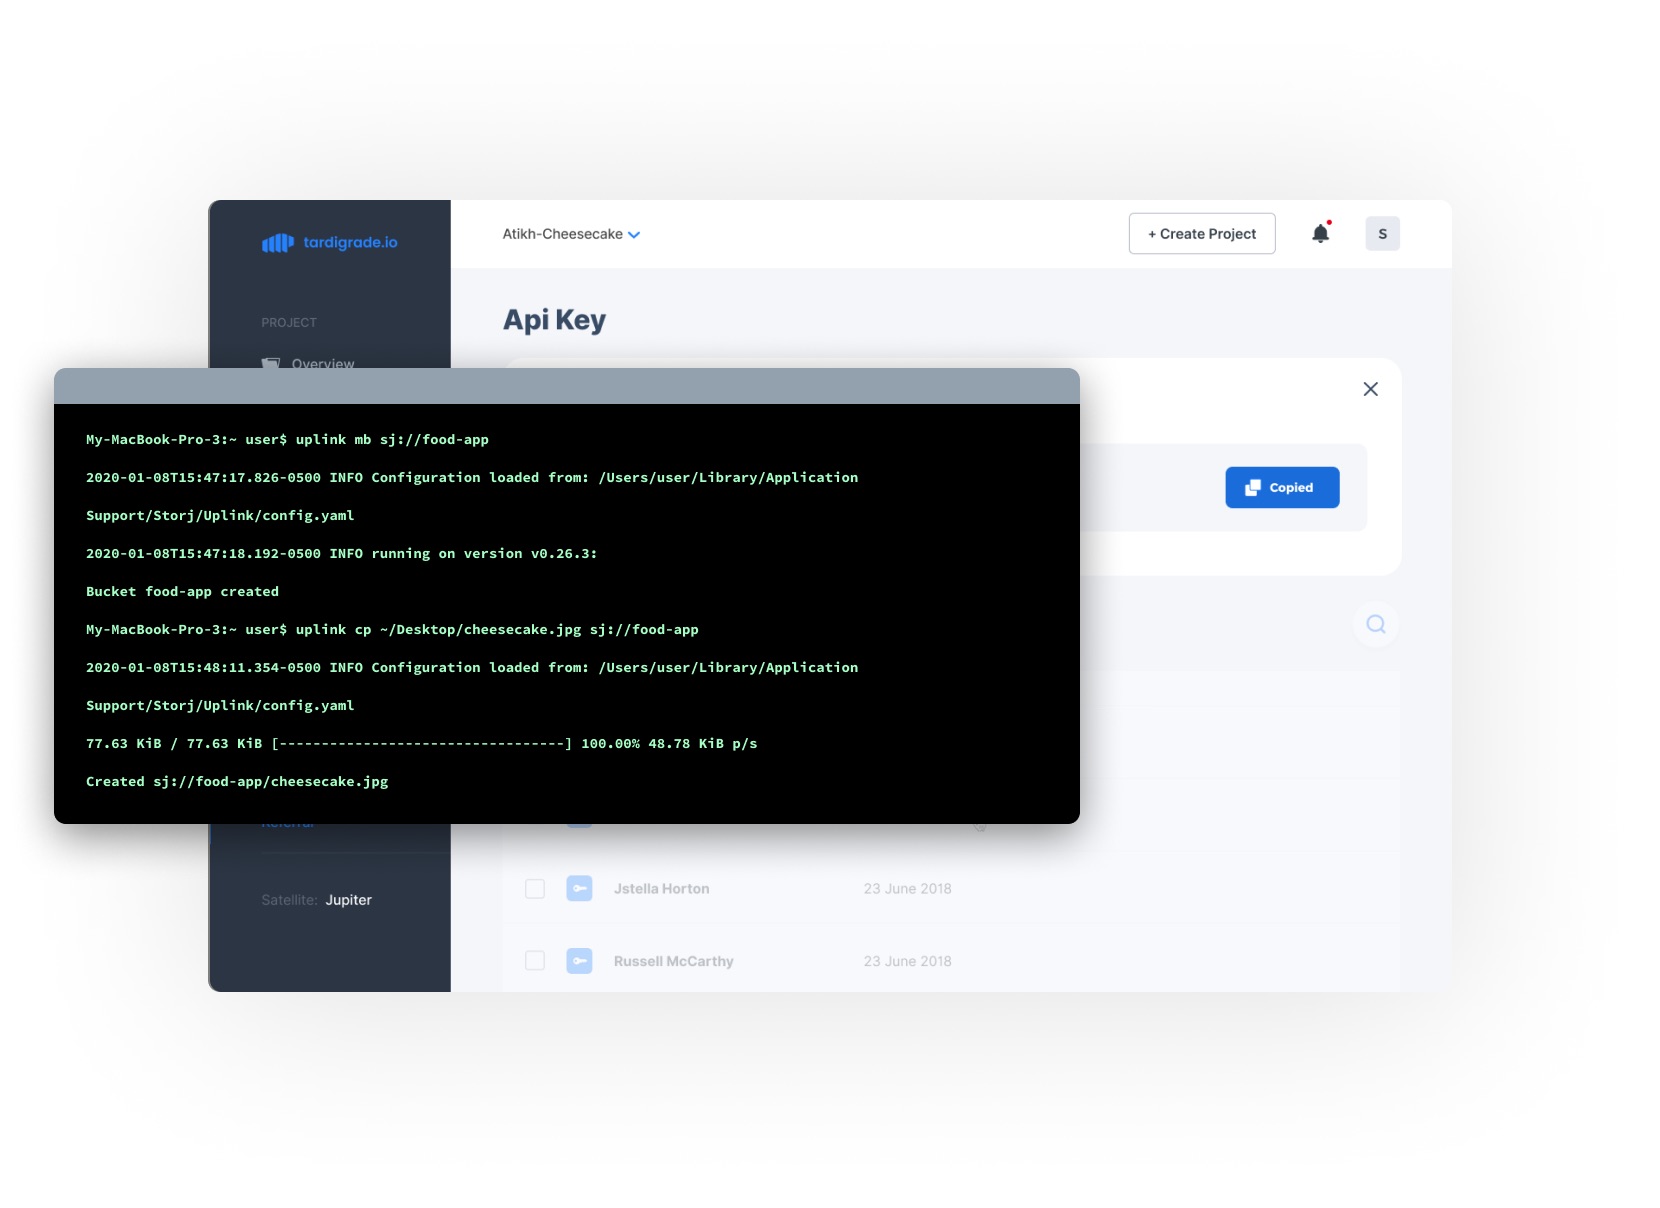 tardigrade.io
Atikh-Cheesecake
+ Create Project
S
PROJECT
Overview
Api Key
Copied
My-MacBook-Pro-3:~ user$ uplink mb sj://food-app
2020-01-08T15:47:17.826-0500 INFO Configuration loaded from: /Users/user/Library/Application
Support/Storj/Uplink/config.yaml
2020-01-08T15:47:18.192-0500 INFO running on version v0.26.3:
Bucket food-app created
My-MacBook-Pro-3:~ user$ uplink cp ~/Desktop/cheesecake.jpg sj://food-app
2020-01-08T15:48:11.354-0500 INFO Configuration loaded from: /Users/user/Library/Application
Support/Storj/Uplink/config.yaml
77.63 KiB / 77.63 KiB [----------------------------------] 100.00% 48.78 KiB p/s
Created sj://food-app/cheesecake.jpg
Referral
Satellite: Jupiter
Jstella Horton 23 June 2018
Russell McCarthy 23 June 2018